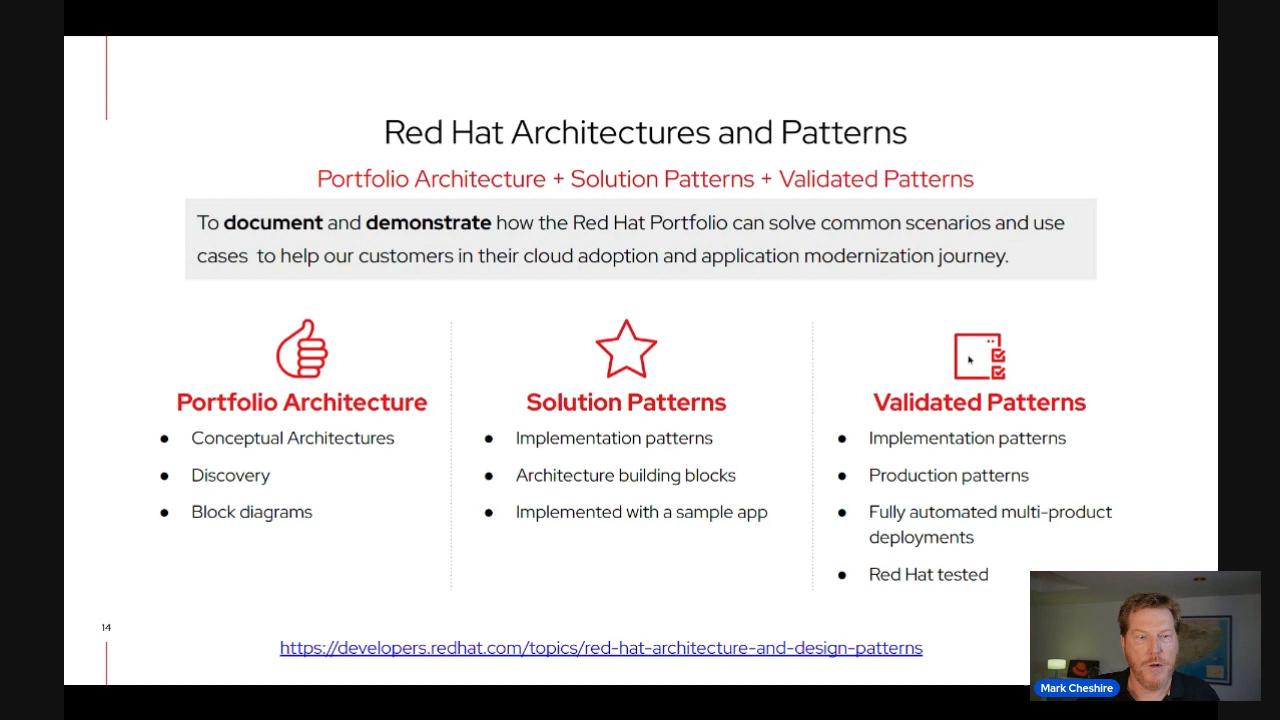 Red Hat Architectures and Patterns
Portfolio Architecture + Solution Patterns + Validated Patterns
To document and demonstrate how the Red Hat Portfolio can solve common scenarios and use
cases to help our customers in their cloud adoption and application modernization journey.
Portfolio Architecture
● Conceptual Architectures
● Discovery
● Block diagrams
Solution Patterns
● Implementation patterns
● Architecture building blocks
● Implemented with a sample app
Validated Patterns
● Implementation patterns
● Production patterns
● Fully automated multi-product
deployments
● Red Hat tested
14
https://developers.redhat.com/topics/red-hat-architecture-and-design-patterns
Mark Cheshire